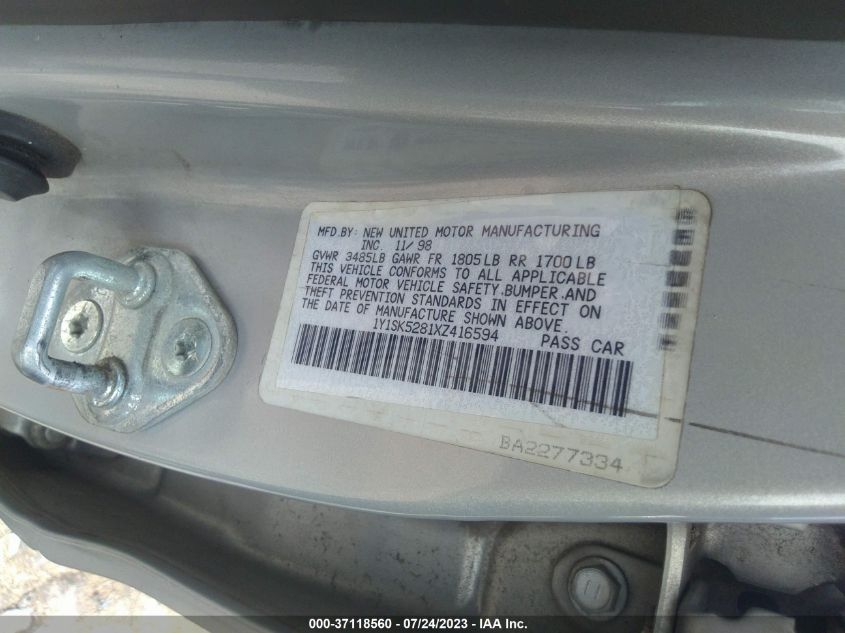 MFD.BY: NEW UNITED MOTOR MANUFACTURING
INC. 11/98
GVWR 3485LB GAWR FR 1805LB RR 1700LB
THIS VEHICLE CONFORMS TO ALL APPLICABLE
FEDERAL MOTOR VEHICLE SAFETY,BUMPER,AND
THEFT PREVENTION STANDARDS IN EFFECT ON
THE DATE OF MANUFACTURE SHOWN ABOVE.
1Y1SK5281XZ416594 PASS CAR
BA2277334
000-37118560 - 07/24/2023 - IAA Inc.